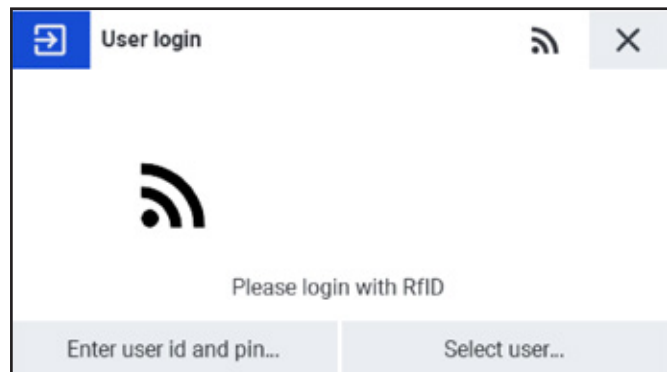 User login
Please login with RfID
Enter user id and pin...
Select user...